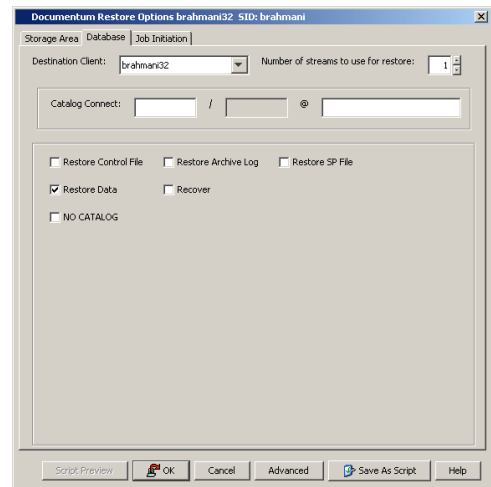 Documentum Restore Options brahmani32 SID: brahmani
Storage Area Database Job Initiation
Destination Client: brahmani32 Number of streams to use for restore: 1
Catalog Connect: / @
Restore Control File Restore Archive Log Restore SP File
Restore Data Recover
NO CATALOG
Script Preview OK Cancel Advanced Save As Script Help